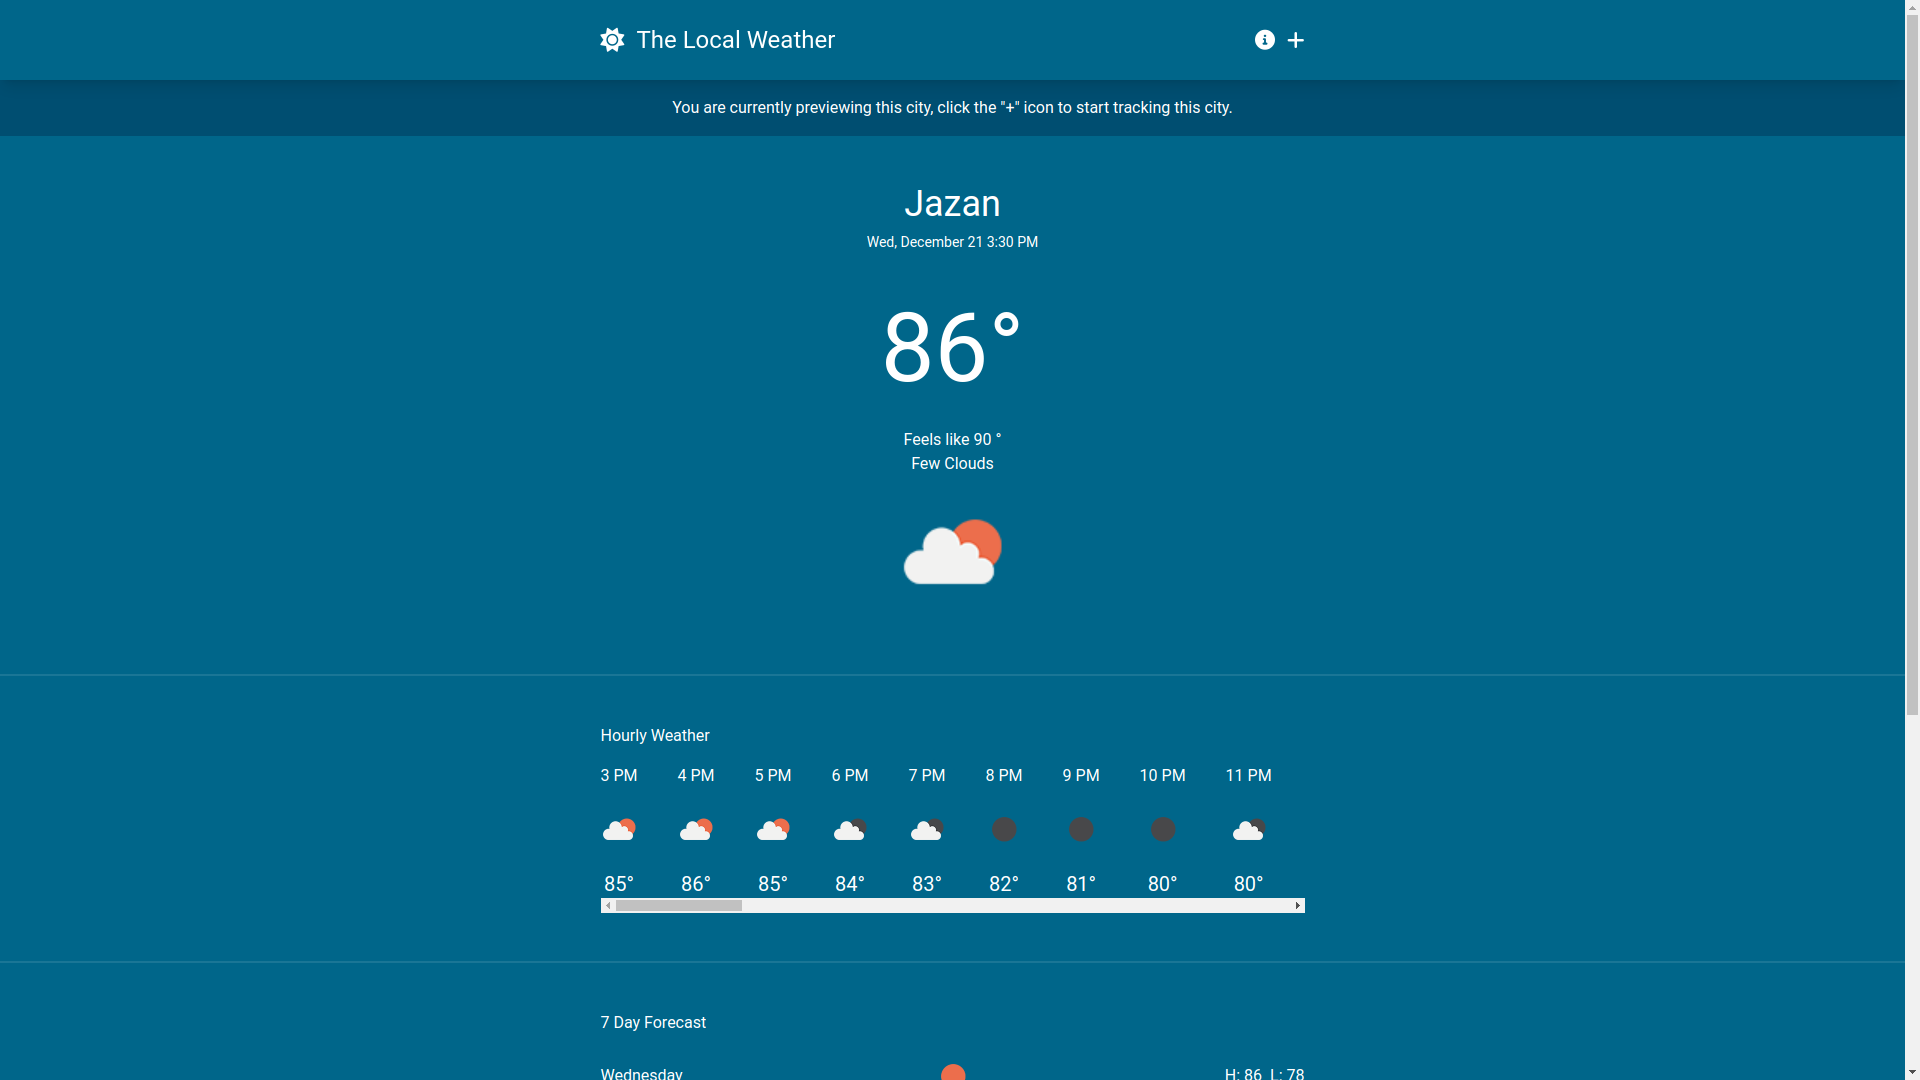 The Local Weather
You are currently previewing this city, click the "+" icon to start tracking this city.
Jazan
Wed, December 21 3:30 PM
86°
Feels like 90 °
Few Clouds
Hourly Weather
3 PM 4 PM 5 PM 6 PM 7 PM 8 PM 9 PM 10 PM 11 PM
85° 86° 85° 84° 83° 82° 81° 80° 80°
7 Day Forecast
Wednesday H: 86 L: 78